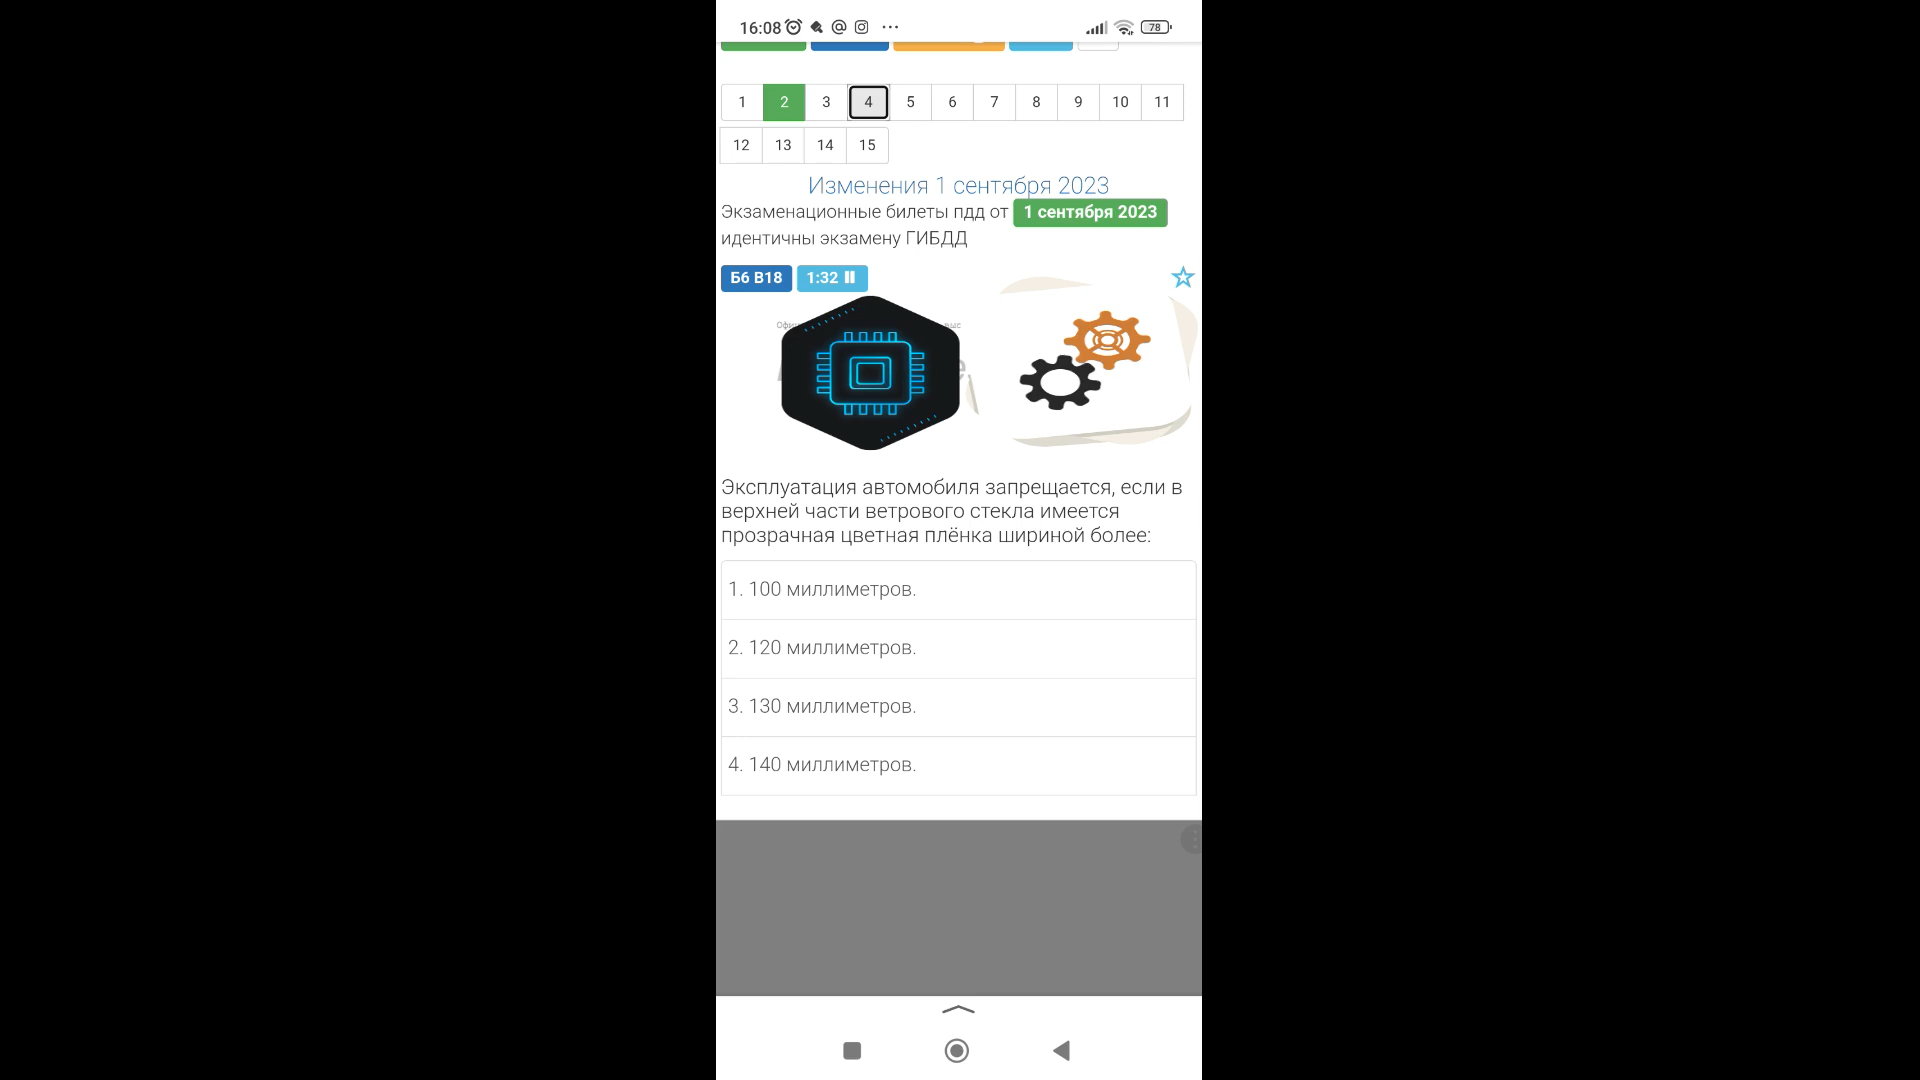 16:08
78
1 2 3 4 5 6 7 8 9 10 11
12 13 14 15
Изменения 1 сентября 2023
Экзаменационные билеты пдд от 1 сентября 2023
идентичны экзамену ГИБДД
Б6 В18 1:32
Эксплуатация автомобиля запрещается, если в
верхней части ветрового стекла имеется
прозрачная цветная плёнка шириной более:
1. 100 миллиметров.
2. 120 миллиметров.
3. 130 миллиметров.
4. 140 миллиметров.